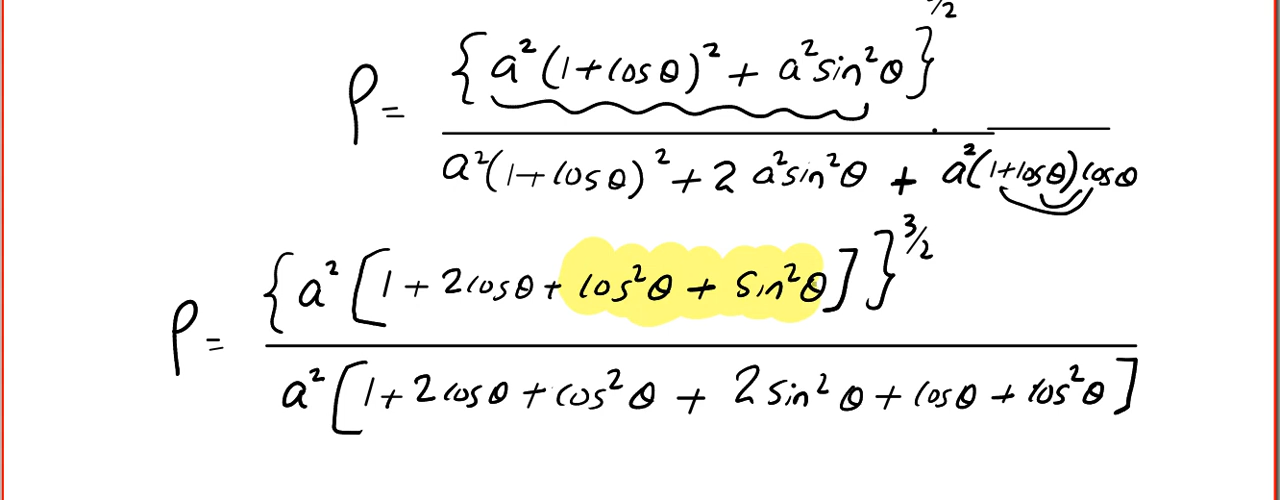 ρ = {a²(1+cosθ)² + a²sin²θ}^3/2 / a²(1+cosθ)² + 2a²sin²θ + a²(1+cosθ)cosθ
ρ = {a²[1+2cosθ+cos²θ + sin²θ]}^3/2 / a²[1+2cosθ+cos²θ + 2sin²θ + cosθ + cos²θ]